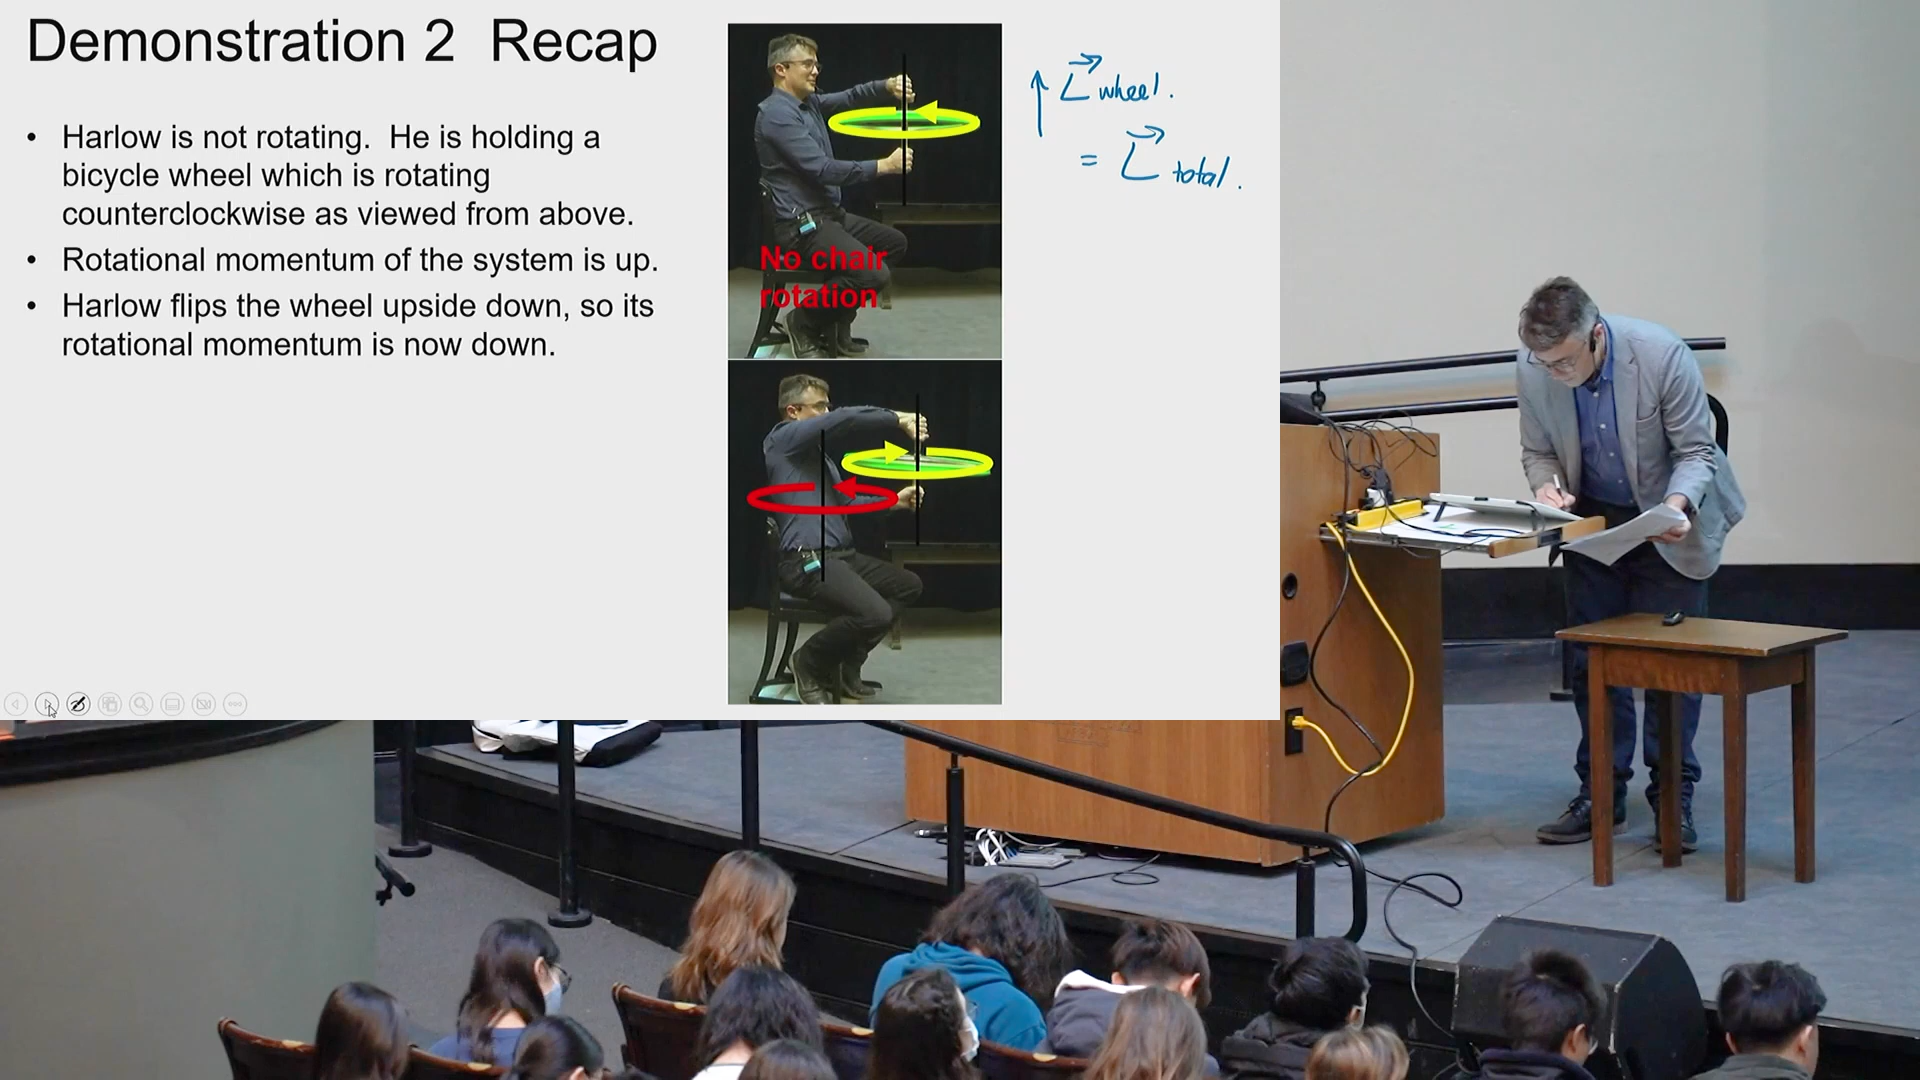 Demonstration 2 Recap
• Harlow is not rotating. He is holding a
bicycle wheel which is rotating
counterclockwise as viewed from above.
• Rotational momentum of the system is up.
• Harlow flips the wheel upside down, so its
rotational momentum is now down.
No chair
rotation
↑ L⃗ wheel.
= L⃗ total.